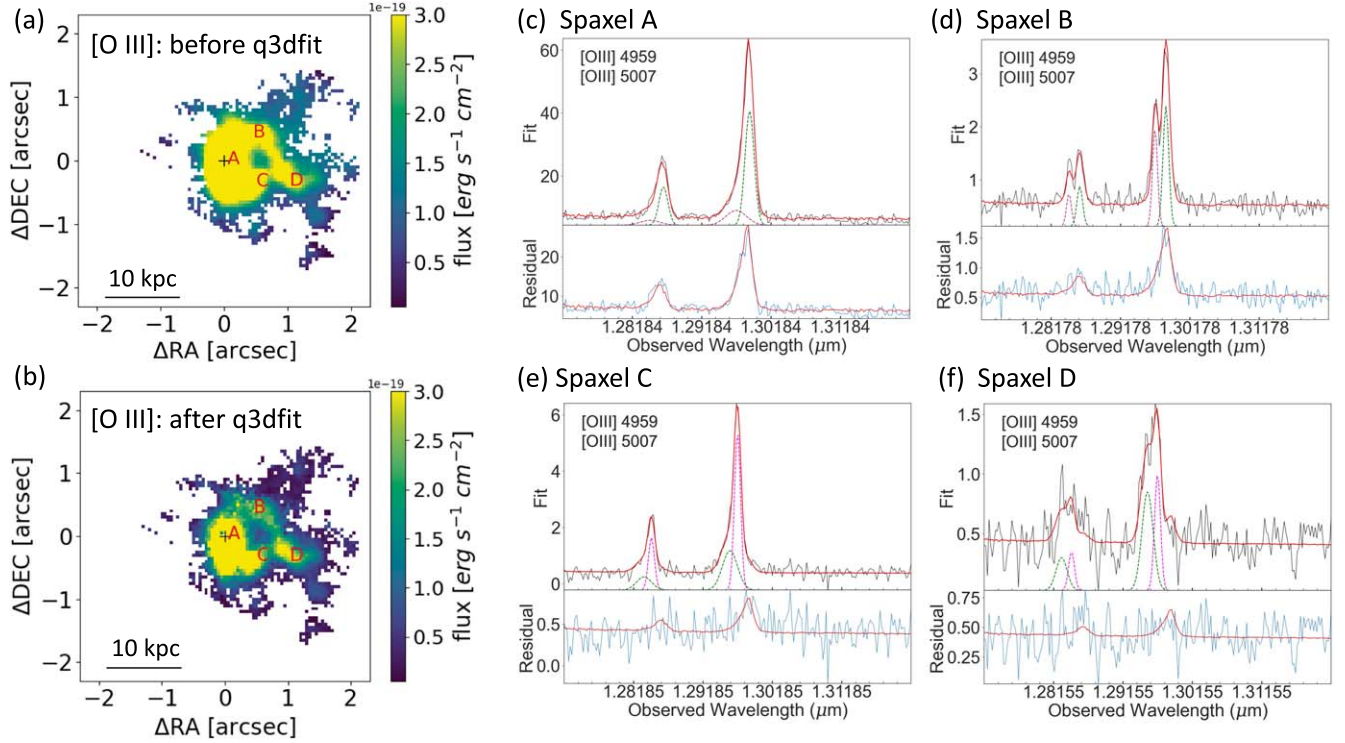 (a)
[O III]: before q3dfit
A
B
C
D
10 kpc
2
1
0
−1
−2
ΔDEC [arcsec]
−2 −1 0 1 2
ΔRA [arcsec]
1e−19
3.0
2.5
2.0
1.5
1.0
0.5
flux [erg s⁻¹ cm⁻²]
(c) Spaxel A
[OIII] 4959
[OIII] 5007
60
40
20
Fit
20
10
Residual
1.28184 1.29184 1.30184 1.31184
Observed Wavelength (μm)
(d) Spaxel B
[OIII] 4959
[OIII] 5007
3
2
1
Fit
1.5
1.0
0.5
Residual
1.28178 1.29178 1.30178 1.31178
Observed Wavelength (μm)
(b)
[O III]: after q3dfit
A
B
C
D
10 kpc
2
1
0
−1
−2
ΔDEC [arcsec]
−2 −1 0 1 2
ΔRA [arcsec]
1e−19
3.0
2.5
2.0
1.5
1.0
0.5
flux [erg s⁻¹ cm⁻²]
(e) Spaxel C
[OIII] 4959
[OIII] 5007
6
4
2
0
Fit
0.5
0.0
Residual
1.28185 1.29185 1.30185 1.31185
Observed Wavelength (μm)
(f) Spaxel D
[OIII] 4959
[OIII] 5007
1.5
1.0
0.5
Fit
0.75
0.50
0.25
Residual
1.28155 1.29155 1.30155 1.31155
Observed Wavelength (μm)